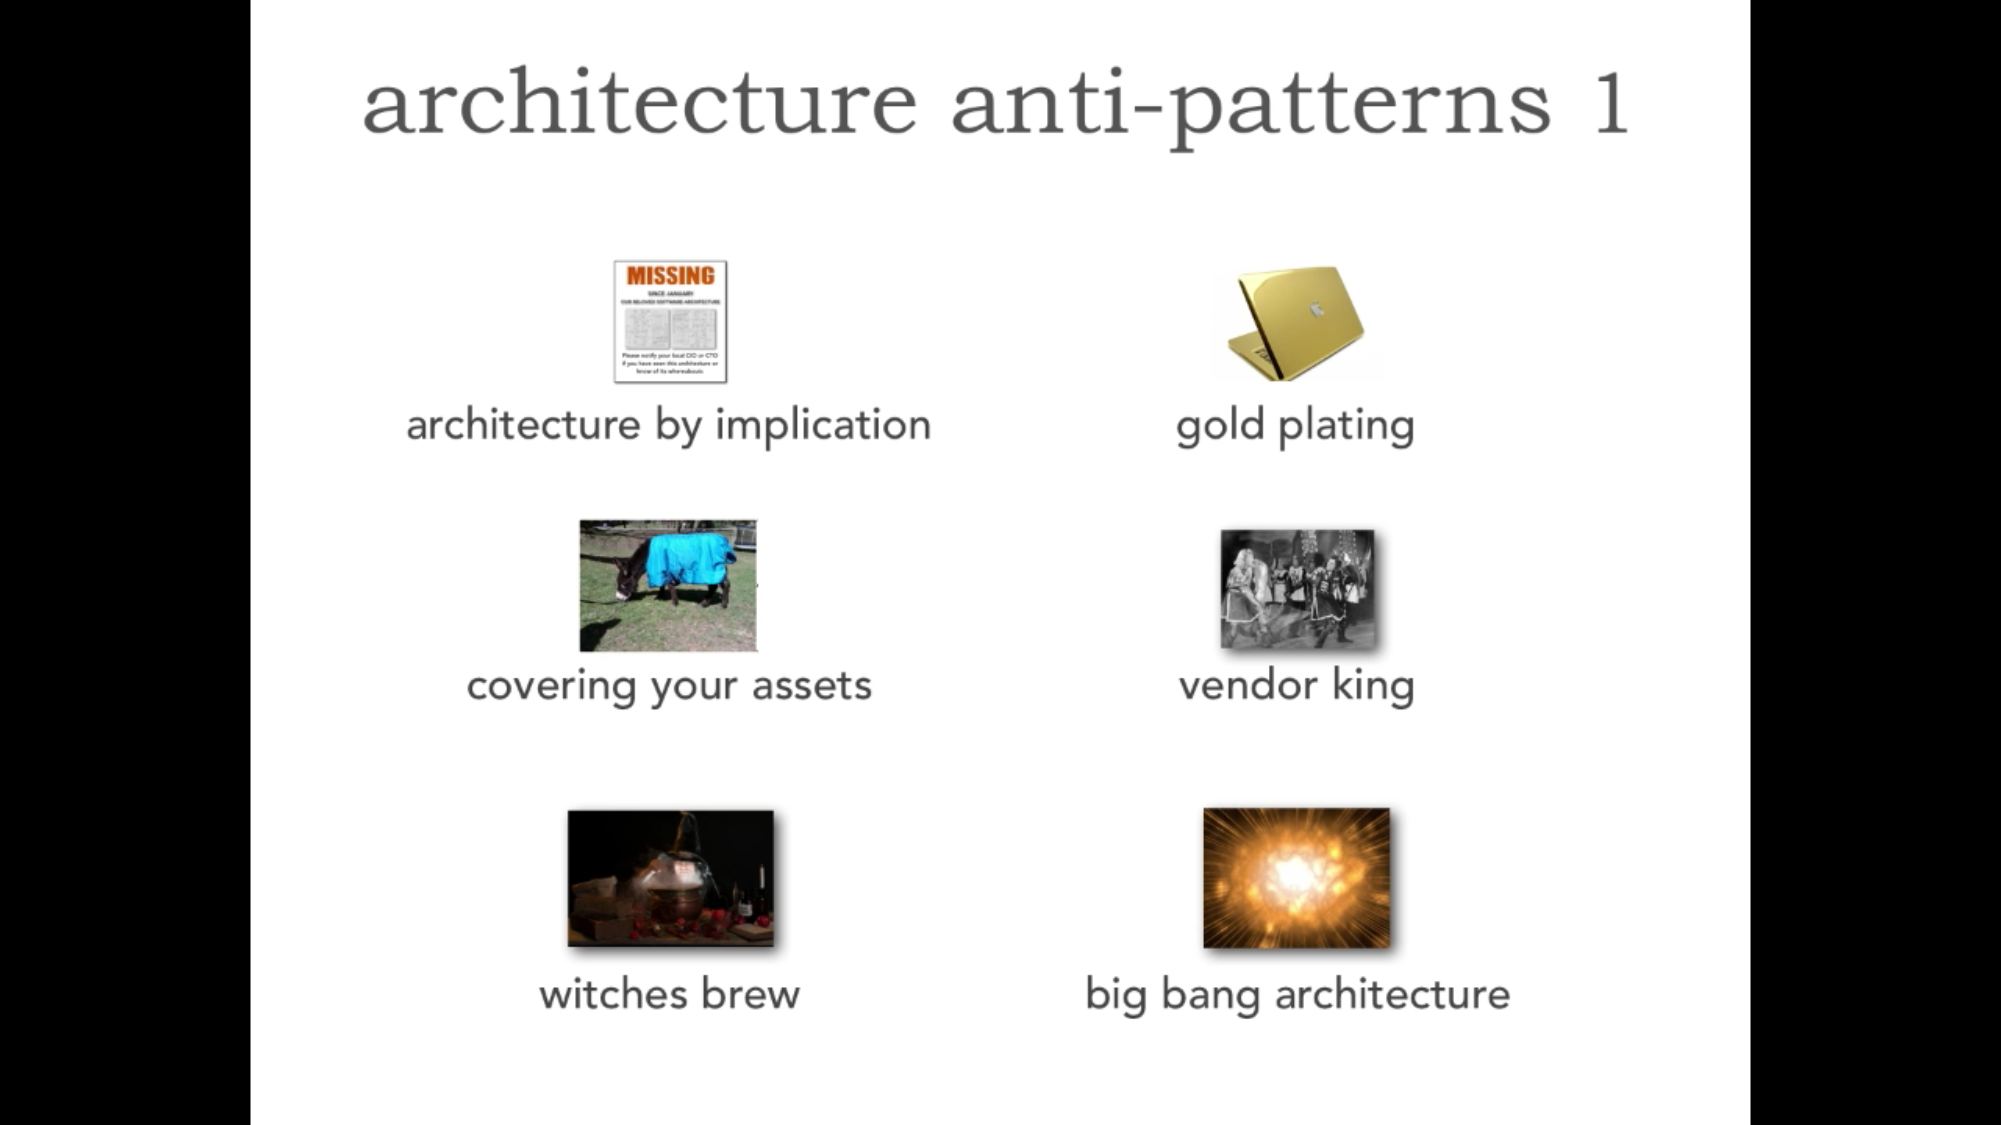 architecture anti-patterns 1
MISSING
SINCE JANUARY
OUR BELOVED SOFTWARE ARCHITECTURE
Please notify your local CIO or CTO
if you have seen this architecture or
know of its whereabouts
architecture by implication
gold plating
covering your assets
vendor king
witches brew
big bang architecture